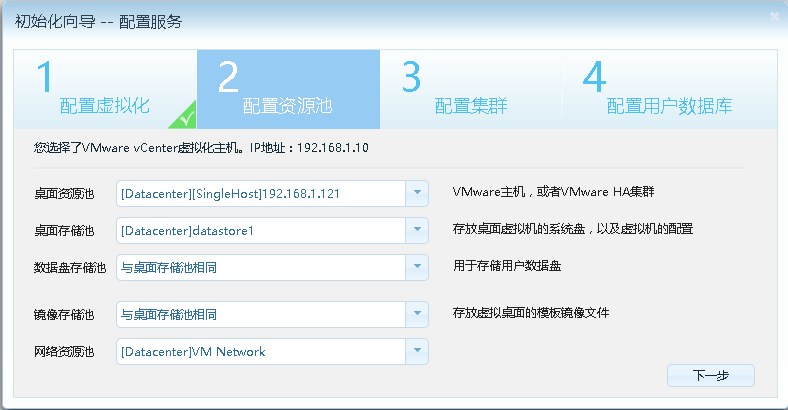 初始化向导 -- 配置服务
1 配置虚拟化
2 配置资源池
3 配置集群
4 配置用户数据库
您选择了VMware vCenter虚拟化主机。IP地址：192.168.1.10
桌面资源池 [Datacenter][SingleHost]192.168.1.121 VMware主机，或者VMware HA集群
桌面存储池 [Datacenter]datastore1 存放桌面虚拟机的系统盘，以及虚拟机的配置
数据盘存储池 与桌面存储池相同 用于存储用户数据盘
镜像存储池 与桌面存储池相同 存放虚拟桌面的模板镜像文件
网络资源池 [Datacenter]VM Network
下一步